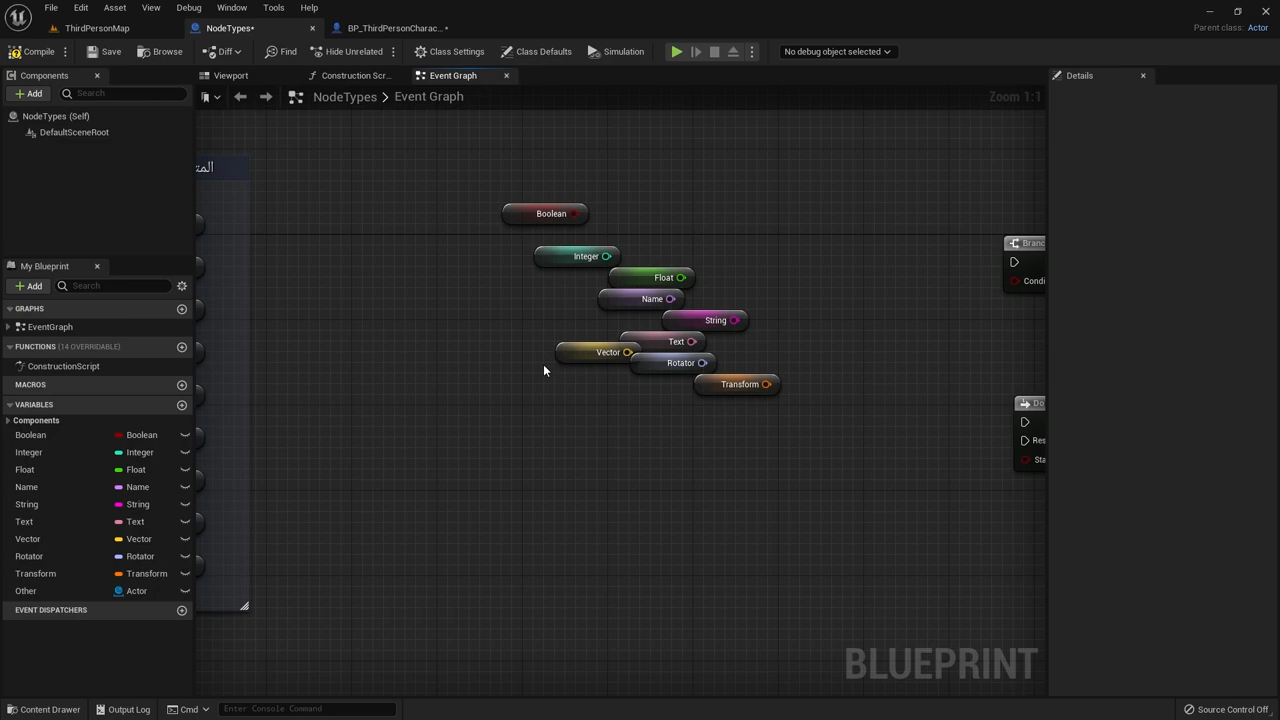 File Edit Asset View Debug Window Tools Help
ThirdPersonMap
NodeTypes*
BP_ThirdPersonCharac...*
Parent class: Actor
Compile
Save
Browse
Diff
Find
Hide Unrelated
Class Settings
Class Defaults
Simulation
No debug object selected
Components
Viewport
Construction Scr...
Event Graph
Details
Add
Search
NodeTypes > Event Graph
Zoom 1:1
NodeTypes (Self)
DefaultSceneRoot
Boolean
Integer
Float
Name
String
Text
Vector
Rotator
Transform
Branc
Condi
Do
Res
Sta
My Blueprint
Add
Search
GRAPHS
EventGraph
FUNCTIONS (14 OVERRIDABLE)
ConstructionScript
MACROS
VARIABLES
Components
Boolean Boolean
Integer Integer
Float Float
Name Name
String String
Text Text
Vector Vector
Rotator Rotator
Transform Transform
Other Actor
EVENT DISPATCHERS
BLUEPRINT
Content Drawer
Output Log
Cmd
Enter Console Command
Source Control Off